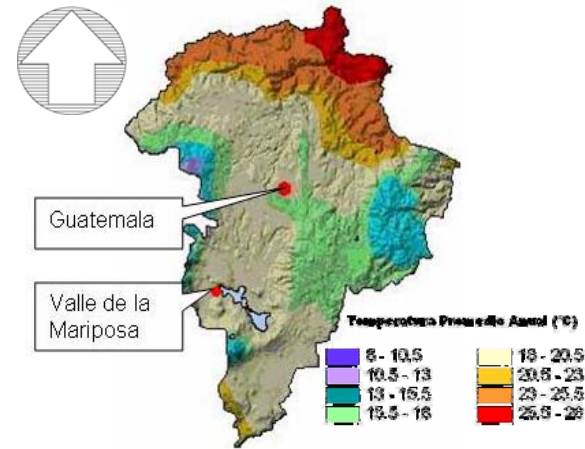 Guatemala
Valle de la
Mariposa
Temperatura Promedio Anual (°C)
8 - 10.5
10.5 - 13
13 - 15.5
15.5 - 18
18 - 20.5
20.5 - 23
23 - 25.5
25.5 - 28